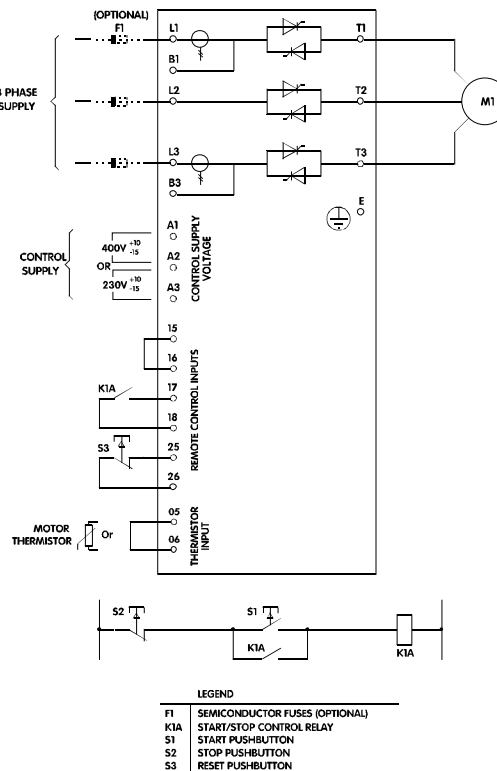 (OPTIONAL)
F1
L1
T1
B1
3 PHASE
SUPPLY
L2
T2
M1
L3
T3
B3
E
A1
400V +10 -15
CONTROL
SUPPLY
OR
A2
230V +10 -15
A3
CONTROL SUPPLY
VOLTAGE
15
16
K1A
17
18
S3
25
26
REMOTE CONTROL INPUTS
05
MOTOR
THERMISTOR
Or
06
THERMISTOR
INPUT
S2
S1
K1A
K1A
LEGEND
F1 SEMICONDUCTOR FUSES (OPTIONAL)
K1A START/STOP CONTROL RELAY
S1 START PUSHBUTTON
S2 STOP PUSHBUTTON
S3 RESET PUSHBUTTON